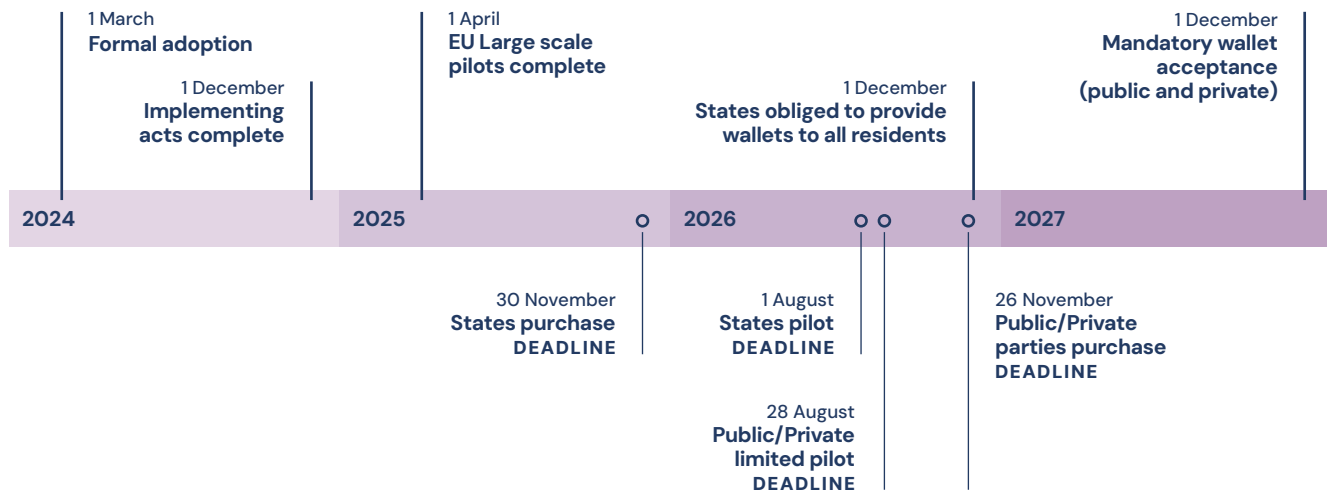 1 March
Formal adoption
1 December
Implementing
acts complete
1 April
EU Large scale
pilots complete
1 December
States obliged to provide
wallets to all residents
1 December
Mandatory wallet
acceptance
(public and private)
2024
2025
2026
2027
30 November
States purchase
DEADLINE
1 August
States pilot
DEADLINE
28 August
Public/Private
limited pilot
DEADLINE
26 November
Public/Private
parties purchase
DEADLINE